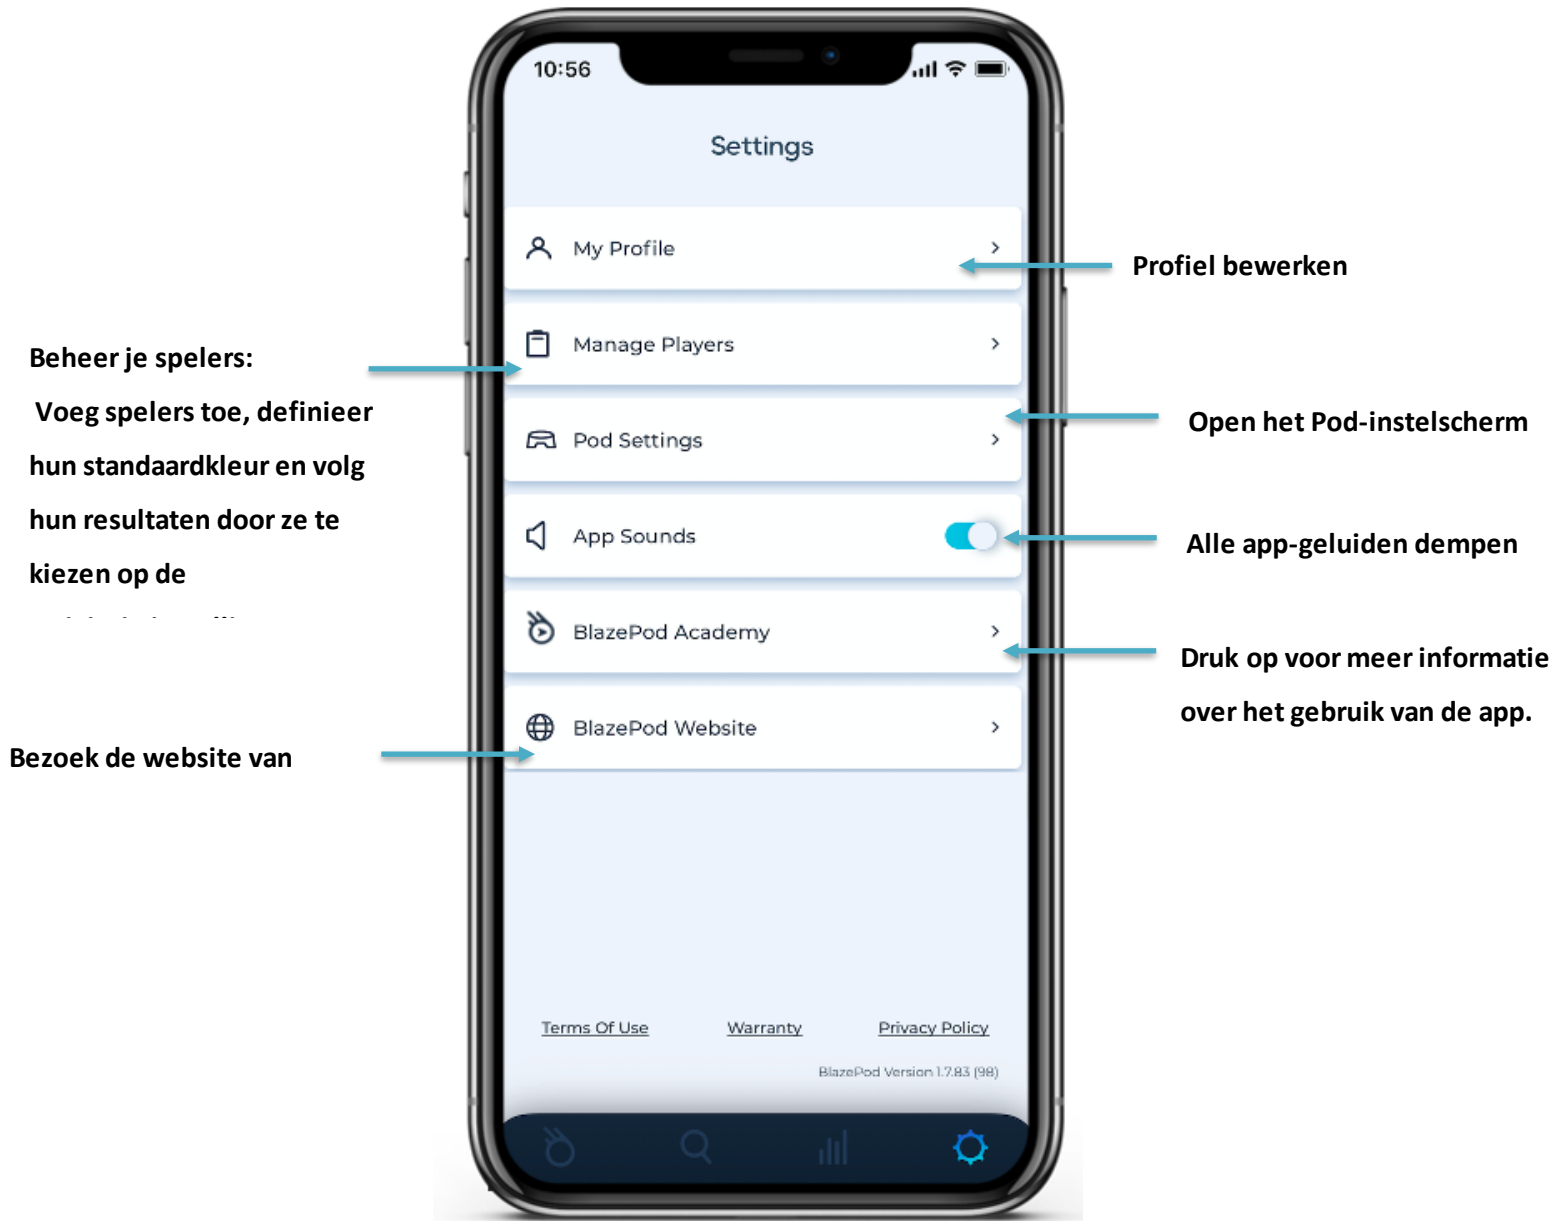 10:56
Settings
My Profile
Profiel bewerken
Manage Players
Beheer je spelers:
Voeg spelers toe, definieer
hun standaardkleur en volg
hun resultaten door ze te
kiezen op de
Pod Settings
Open het Pod-instelscherm
App Sounds
Alle app-geluiden dempen
BlazePod Academy
Druk op voor meer informatie
over het gebruik van de app.
BlazePod Website
Bezoek de website van
Terms Of Use
Warranty
Privacy Policy
BlazePod Version 1.7.83 (98)